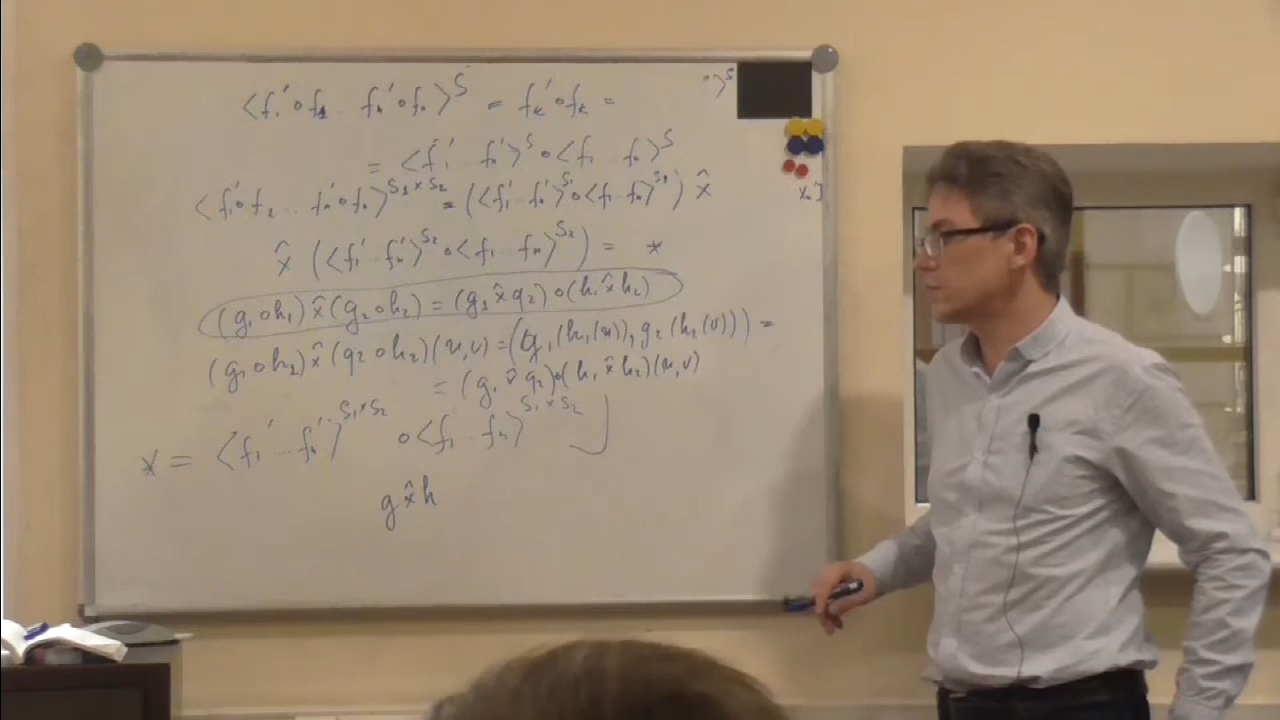 ⟨f₁'∘f₁ .. fₙ'∘fₙ⟩ˢ = fₖ'∘fₖ =
∘⟩ˢ
= ⟨f₁' .. fₙ'⟩ˢ∘⟨f₁ .. fₙ⟩ˢ
⟨f₁'∘f₁ .. fₙ'∘fₙ⟩^{S₁×S₂} = (⟨f₁' .. fₙ'⟩^{S₁}∘⟨f₁ .. fₙ⟩^{S₁}) x̂
x̂ (⟨f₁' .. fₙ'⟩^{S₂}∘⟨f₁ .. fₙ⟩^{S₂}) = *
(g₁∘h₁) x̂ (g₂∘h₂) = (g₁ x̂ g₂)∘(h₁ x̂ h₂)
(g₁∘h₁) x̂ (g₂∘h₂)(u,v) = (g₁(h₁(u)), g₂(h₂(v))) =
= (g₁ x̂ g₂)∘(h₁ x̂ h₂)(u,v)
* = ⟨f₁' .. fₙ'⟩^{S₁×S₂}∘⟨f₁ .. fₙ⟩^{S₁×S₂}
g x̂ h